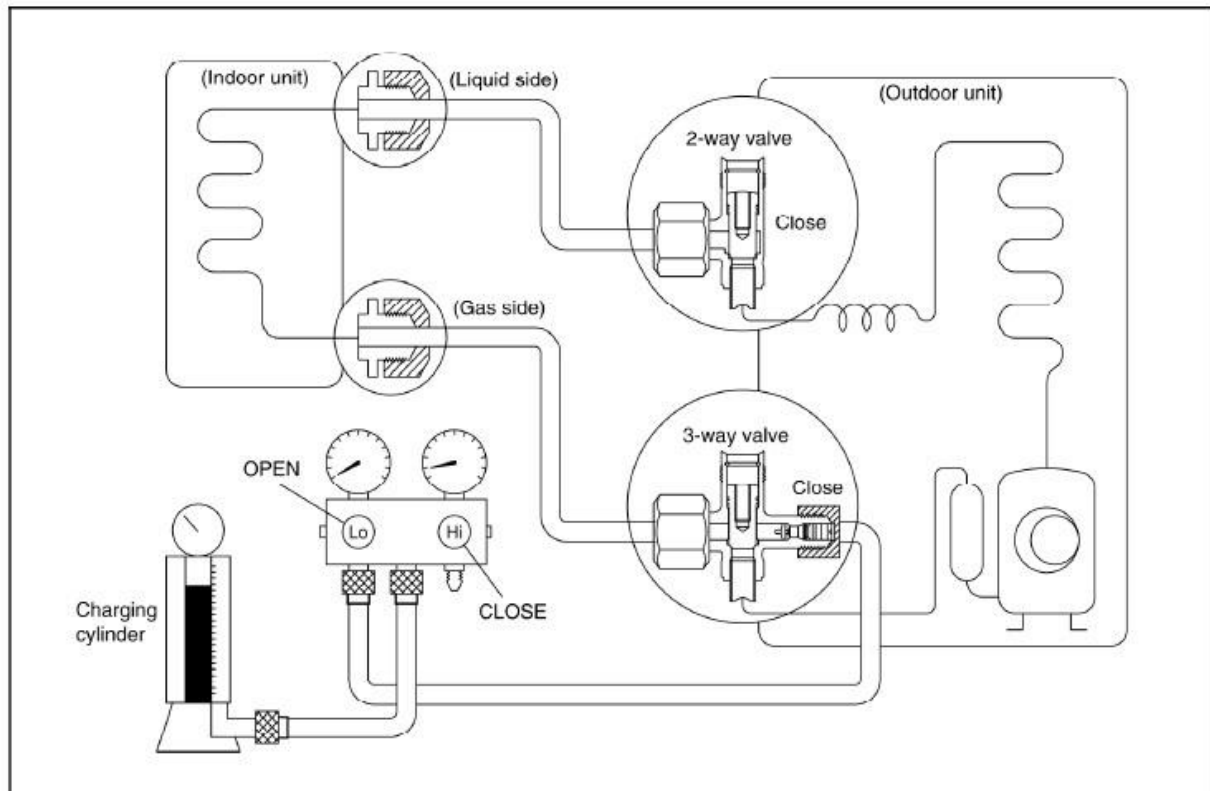 (Indoor unit)
(Liquid side)
(Outdoor unit)
2-way valve
Close
(Gas side)
3-way valve
Close
OPEN
Lo
Hi
CLOSE
Charging
cylinder